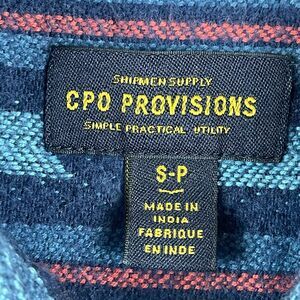 SHIPMEN SUPPLY
CPO PROVISIONS
SIMPLE PRACTICAL UTILITY
S-P
MADE IN
INDIA
FABRIQUE
EN INDE